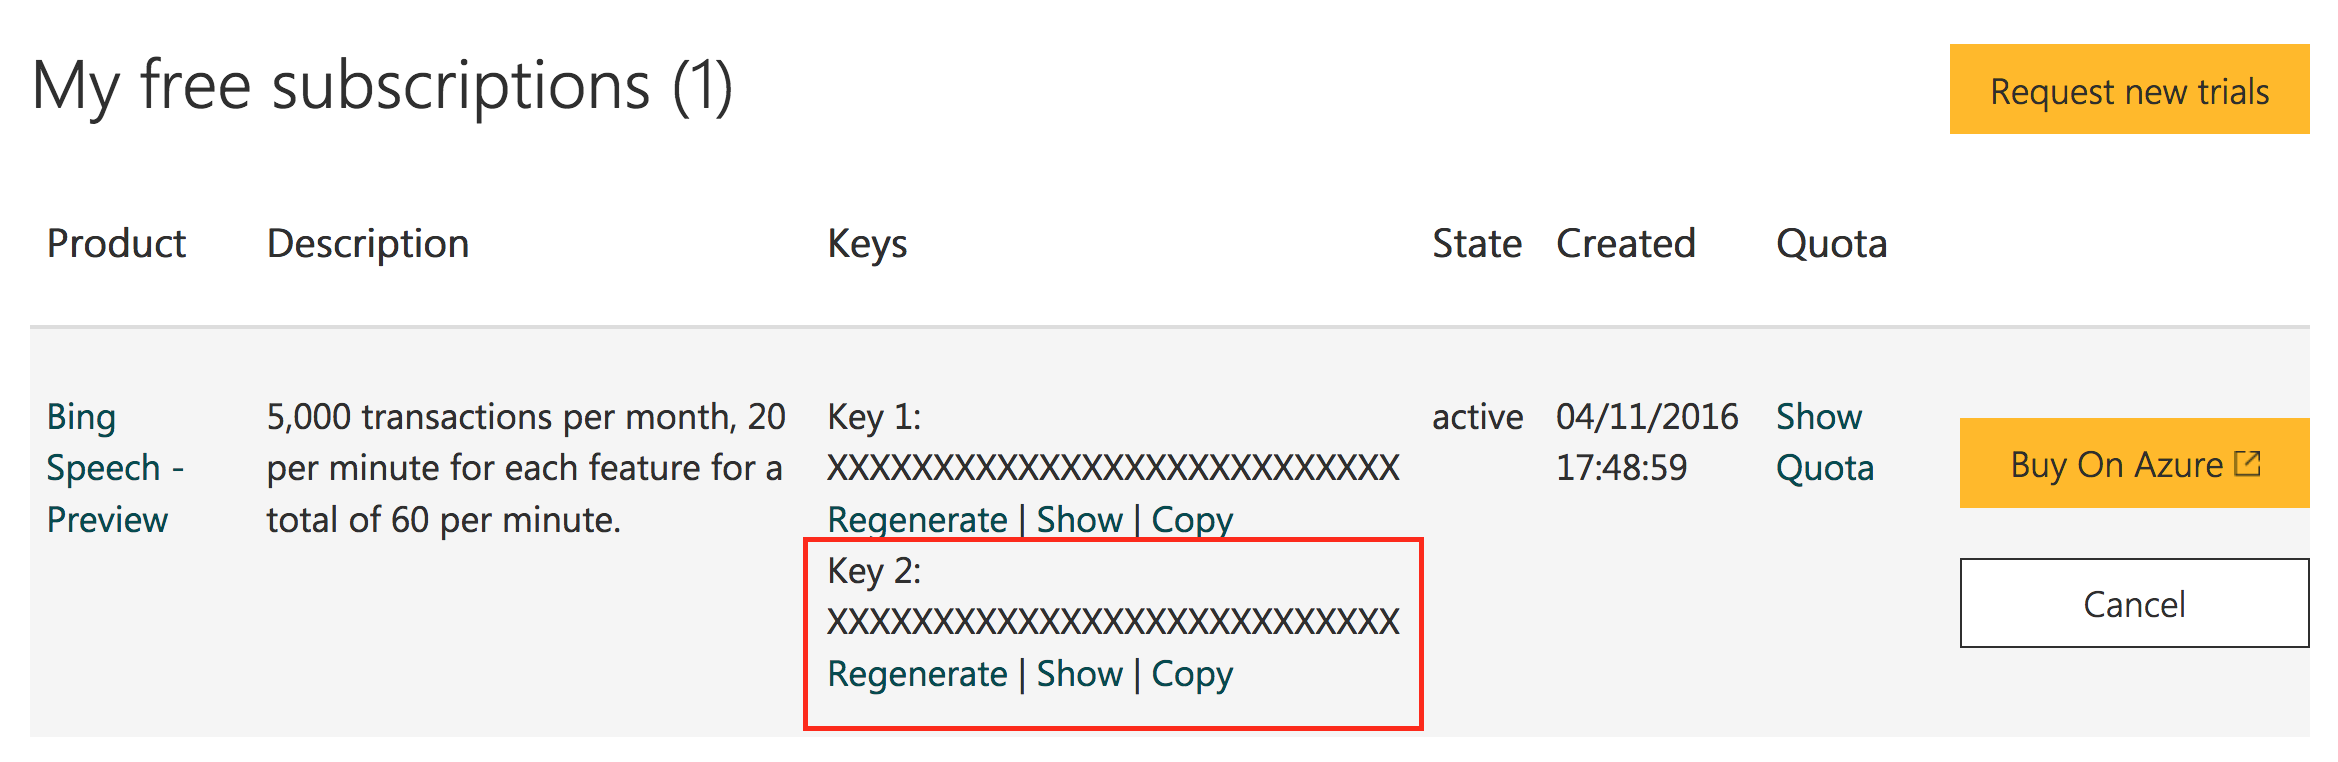 My free subscriptions (1)
Request new trials
Product
Description
Keys
State
Created
Quota
Bing
Speech -
Preview
5,000 transactions per month, 20
per minute for each feature for a
total of 60 per minute.
Key 1:
XXXXXXXXXXXXXXXXXXXXXXXXXXX
Regenerate | Show | Copy
Key 2:
XXXXXXXXXXXXXXXXXXXXXXXXXXX
Regenerate | Show | Copy
active
04/11/2016
17:48:59
Show
Quota
Buy On Azure
Cancel